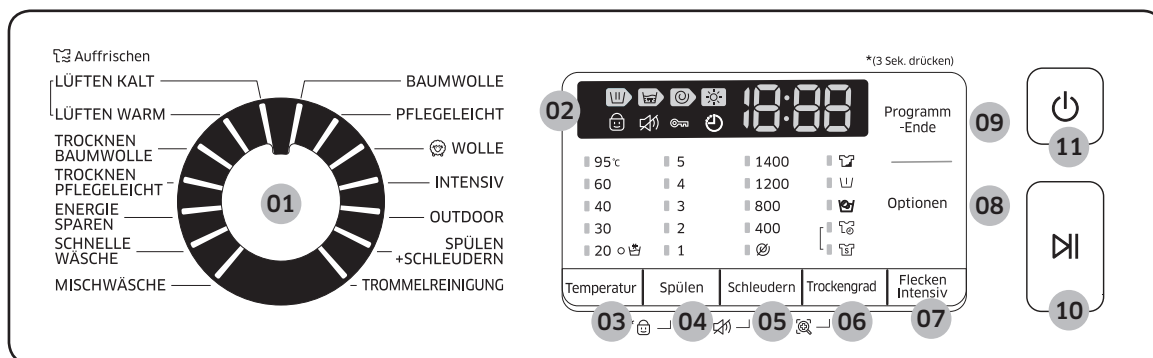 Auffrischen
LÜFTEN KALT
LÜFTEN WARM
TROCKNEN
BAUMWOLLE
TROCKNEN
PFLEGELEICHT
ENERGIE
SPAREN
SCHNELLE
WÄSCHE
MISCHWÄSCHE
01
BAUMWOLLE
PFLEGELEICHT
WOLLE
INTENSIV
OUTDOOR
SPÜLEN
+SCHLEUDERN
TROMMELREINIGUNG
*(3 Sek. drücken)
02
18:88
Programm
-Ende
09
11
95℃ 5 1400
60 4 1200
40 3 800
30 2 400
20 1
Optionen
08
10
Temperatur Spülen Schleudern Trockengrad Flecken
Intensiv
03 * 04 05 06 07